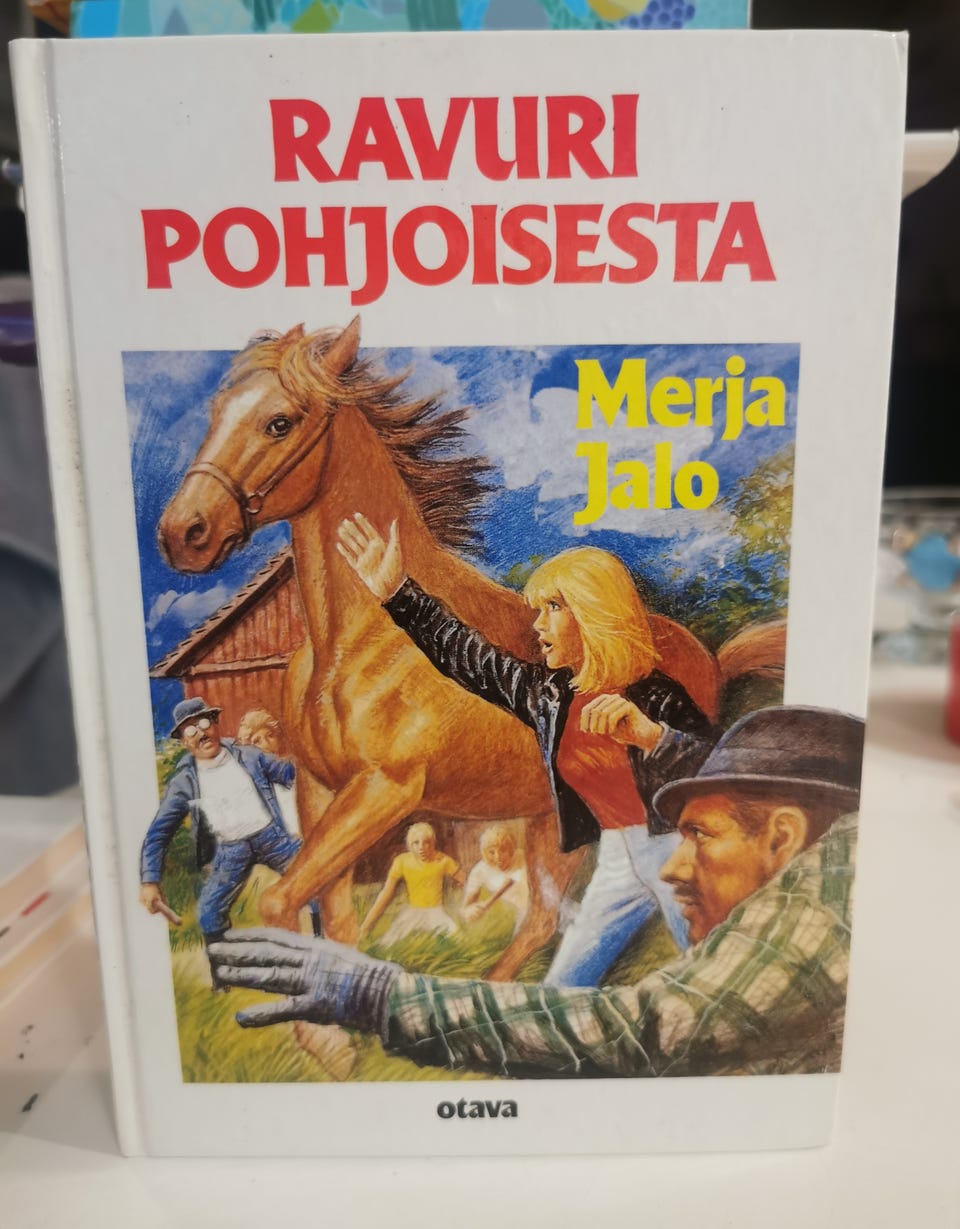 RAVURI
POHJOISESTA
Merja
Jalo
otava